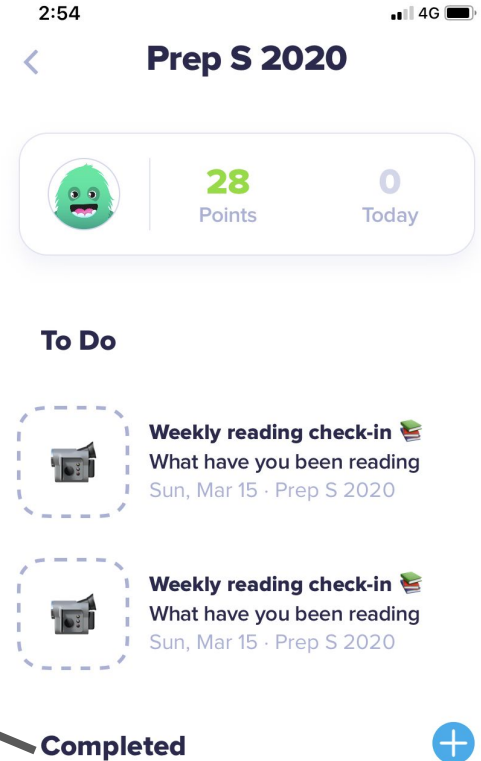 2:54
4G
Prep S 2020
28
Points
0
Today
To Do
Weekly reading check-in 📚
What have you been reading
Sun, Mar 15 · Prep S 2020
Weekly reading check-in 📚
What have you been reading
Sun, Mar 15 · Prep S 2020
Completed